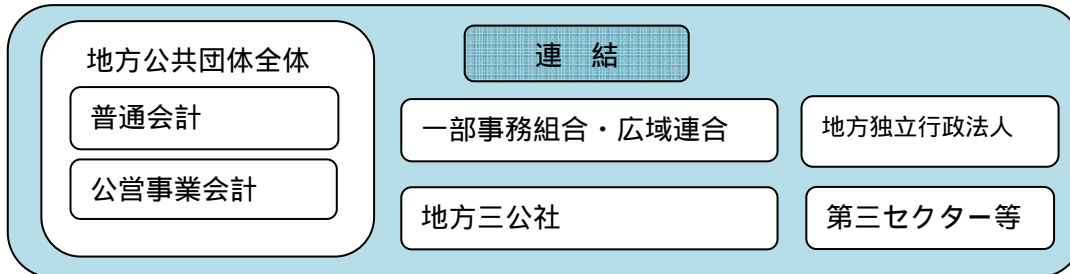 地方公共団体全体
普通会計
公営事業会計
連　結
一部事務組合・広域連合
地方独立行政法人
地方三公社
第三セクター等